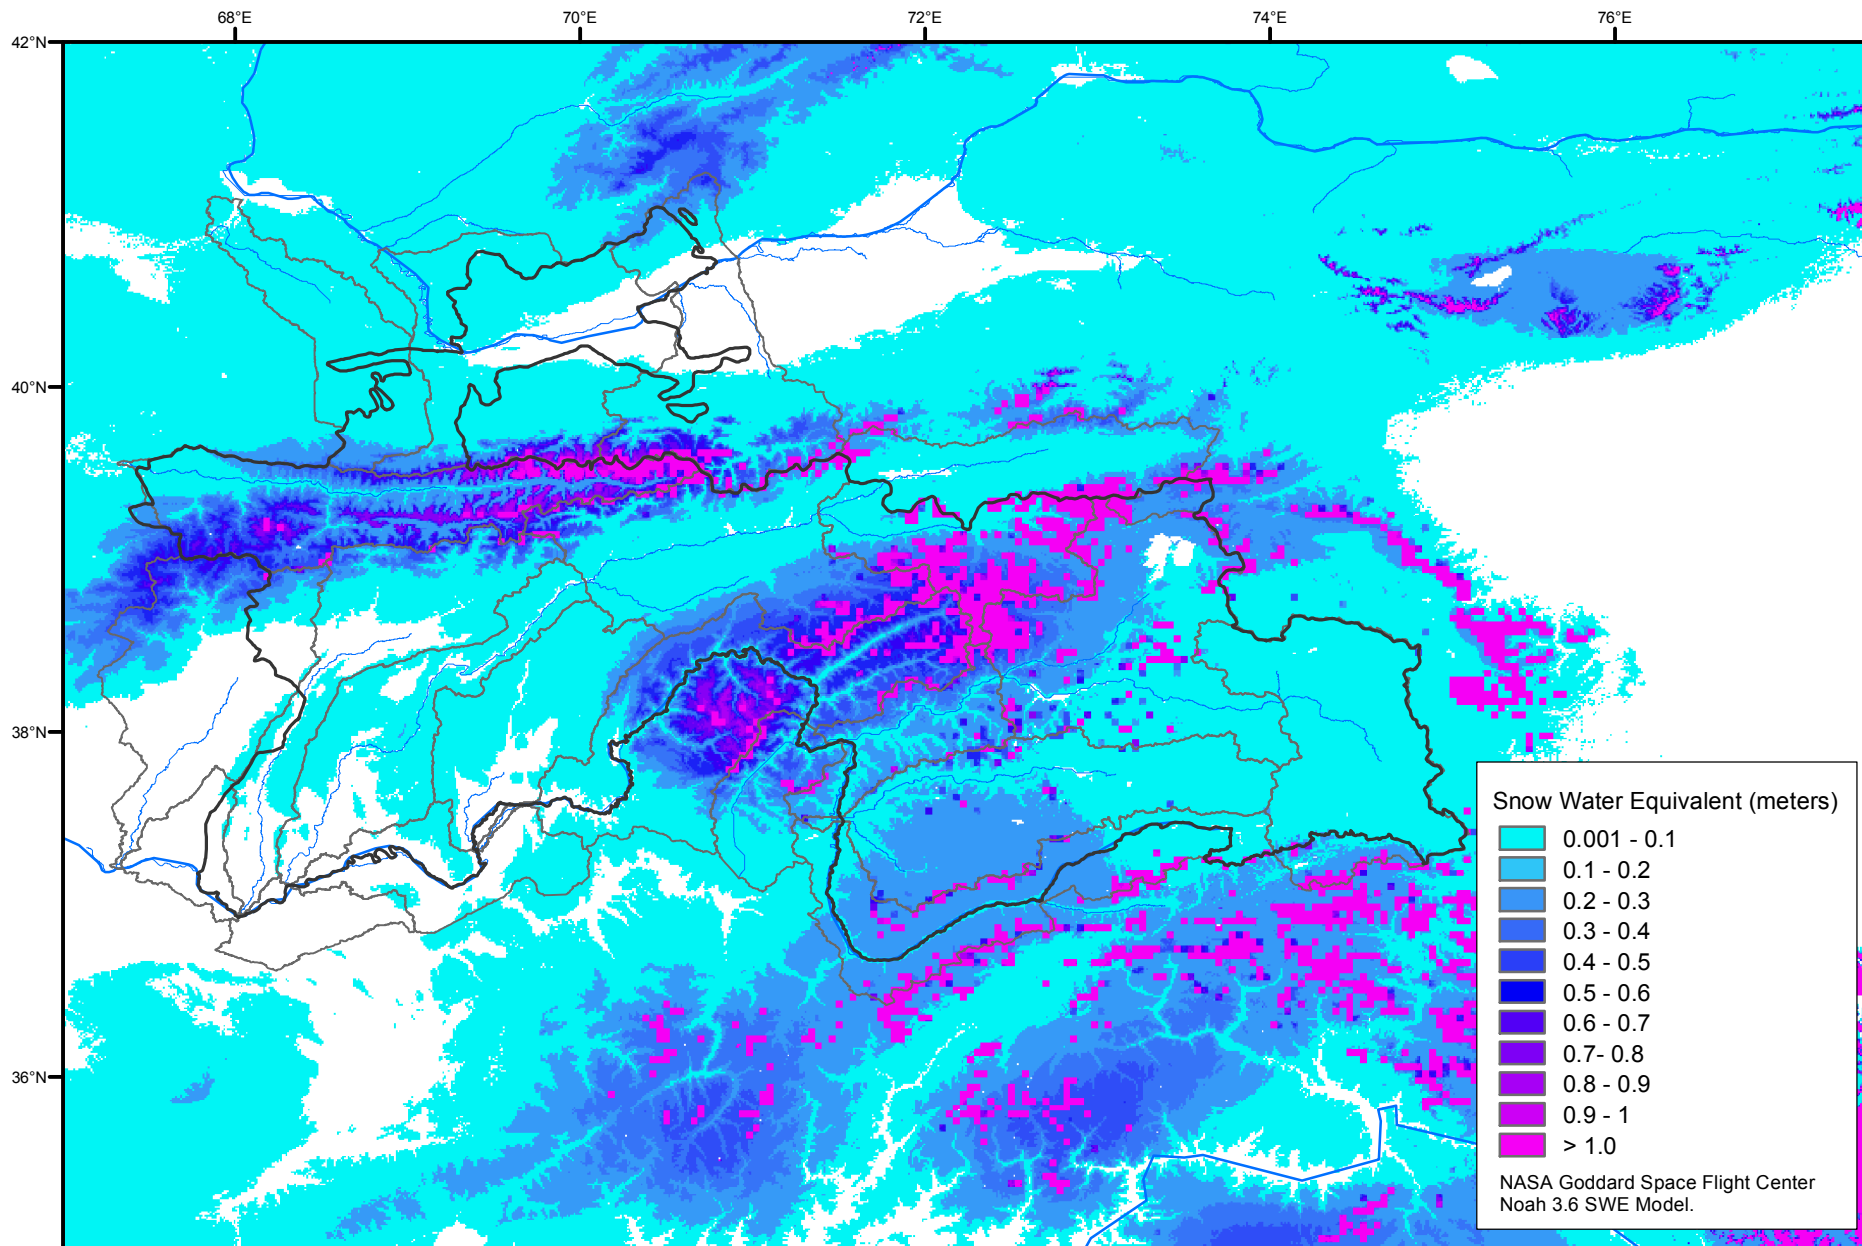 68°E 70°E 72°E 74°E 76°E
42°N
40°N
38°N
36°N
Snow Water Equivalent (meters)
0.001 - 0.1
0.1 - 0.2
0.2 - 0.3
0.3 - 0.4
0.4 - 0.5
0.5 - 0.6
0.6 - 0.7
0.7- 0.8
0.8 - 0.9
0.9 - 1
> 1.0
NASA Goddard Space Flight Center
Noah 3.6 SWE Model.